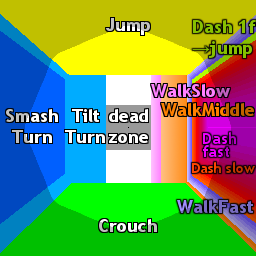 Jump
Dash 1f
→jump
WalkSlow
WalkMiddle
Smash
Turn
Tilt
Turn
dead
zone
Dash
fast
Dash slow
WalkFast
Crouch